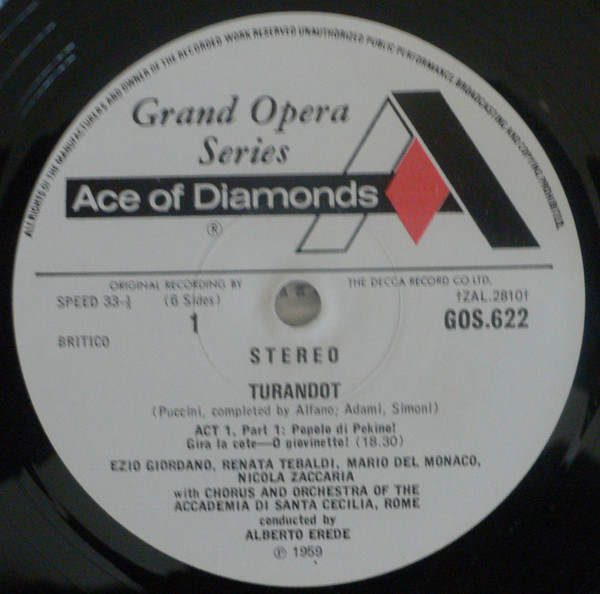 ALL RIGHTS OF THE MANUFACTURERS AND OWNER OF THE RECORDED WORK RESERVED UNAUTHORIZED PUBLIC PERFORMANCE BROADCASTING AND COPYING PROHIBITED.
Grand Opera
Series
Ace of Diamonds
®
ORIGINAL RECORDING BY THE DECCA RECORD CO LTD.
SPEED 33-⅓ (6 Sides) 1ZAL.28101
1 GOS.622
BRITICO
STEREO
TURANDOT
(Puccini, completed by Alfano; Adami, Simoni)
ACT 1, Part 1: Popolo di Pekino!
Gira la cote—O giovinetto! (18.30)
EZIO GIORDANO, RENATA TEBALDI, MARIO DEL MONACO,
NICOLA ZACCARIA
with CHORUS AND ORCHESTRA OF THE
ACCADEMIA DI SANTA CECILIA, ROME
conducted by
ALBERTO EREDE
℗ 1959